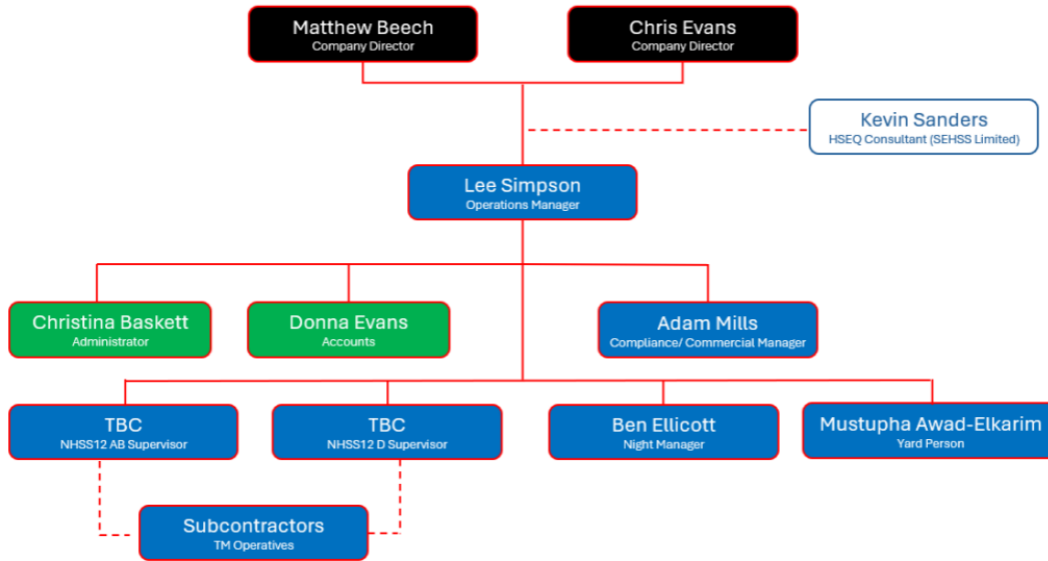 Matthew Beech
Company Director
Chris Evans
Company Director
Kevin Sanders
HSEQ Consultant (SEHSS Limited)
Lee Simpson
Operations Manager
Christina Baskett
Administrator
Donna Evans
Accounts
Adam Mills
Compliance/ Commercial Manager
TBC
NHSS12 AB Supervisor
TBC
NHSS12 D Supervisor
Ben Ellicott
Night Manager
Mustupha Awad-Elkarim
Yard Person
Subcontractors
TM Operatives